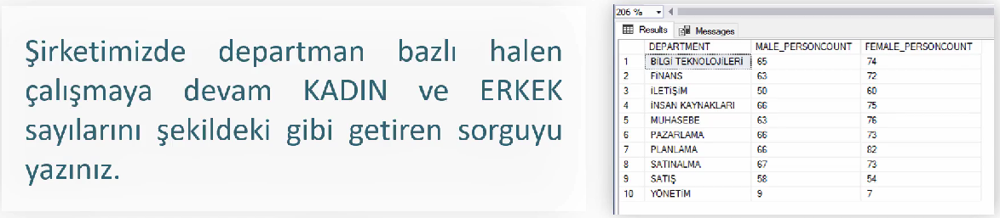 Şirketimizde departman bazlı halen
çalışmaya devam KADIN ve ERKEK
sayılarını şekildeki gibi getiren sorguyu
yazınız.
206 %
Results Messages
DEPARTMENT MALE_PERSONCOUNT FEMALE_PERSONCOUNT
1 BİLGİ TEKNOLOJİLERİ 65 74
2 FİNANS 63 72
3 İLETİŞİM 50 60
4 İNSAN KAYNAKLARI 66 75
5 MUHASEBE 63 76
6 PAZARLAMA 66 73
7 PLANLAMA 66 82
8 SATINALMA 67 73
9 SATIŞ 58 54
10 YÖNETİM 9 7